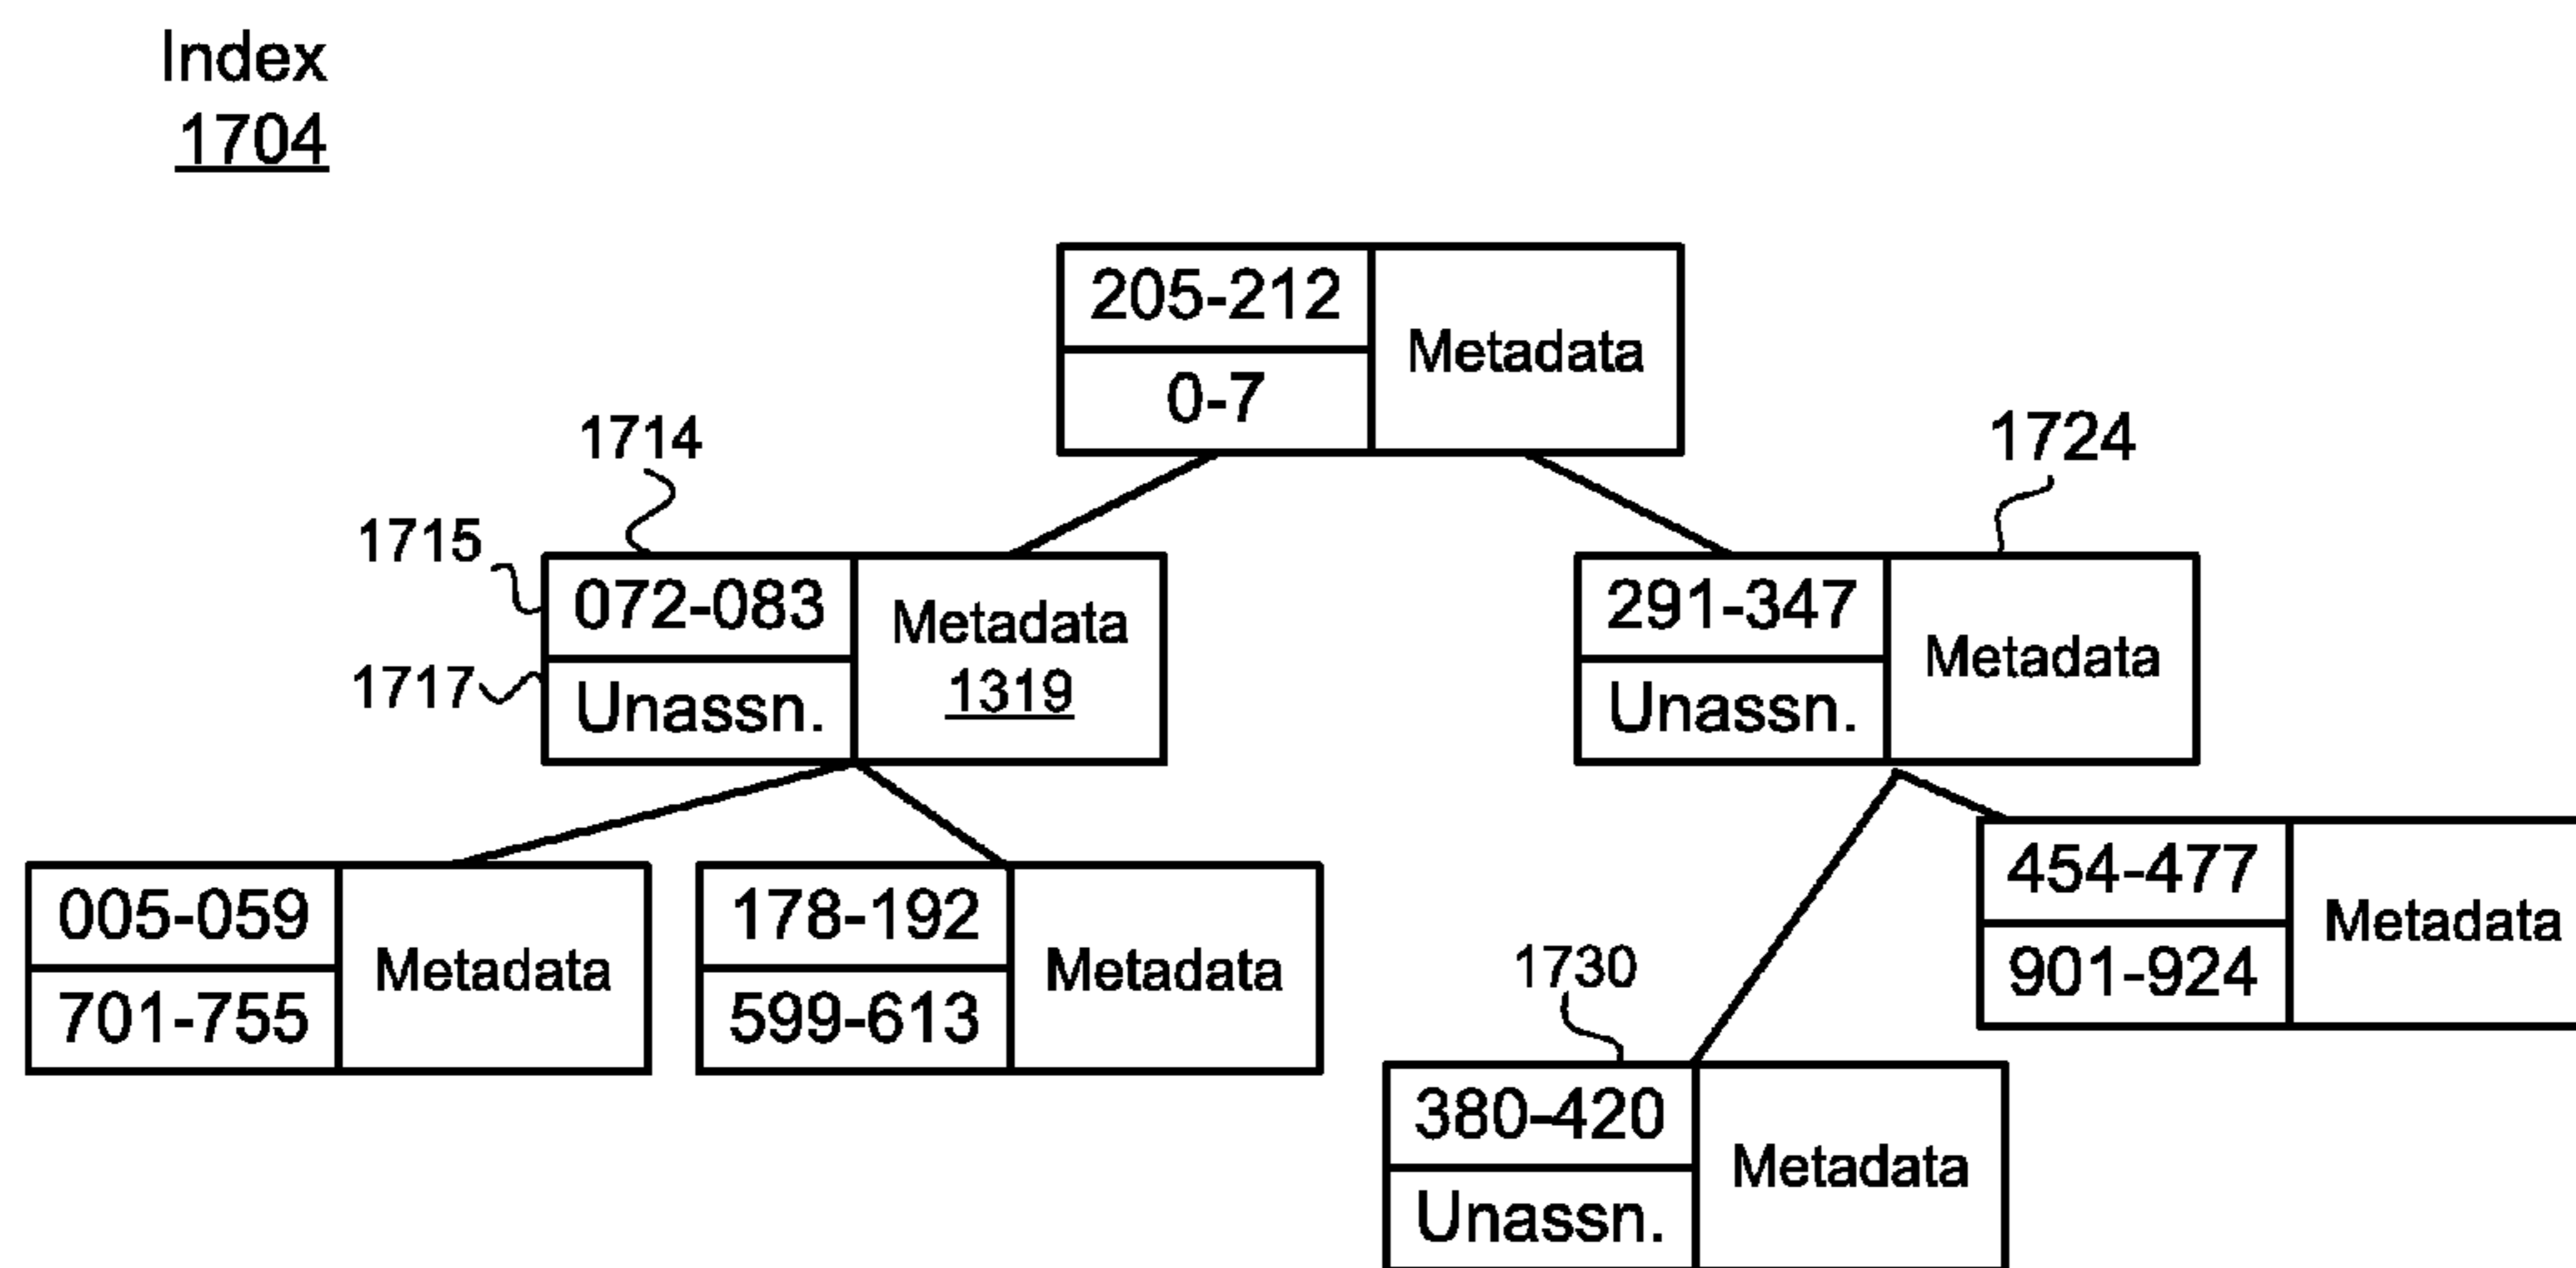 Index
1704
205-212
Metadata
0-7
1714
1724
1715
072-083
Metadata
1319
1717
Unassn.
291-347
Metadata
Unassn.
005-059
Metadata
701-755
178-192
Metadata
599-613
454-477
Metadata
901-924
1730
380-420
Metadata
Unassn.